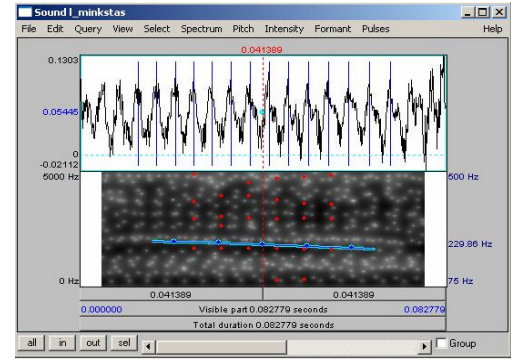 Sound l_minkstas
File Edit Query View Select Spectrum Pitch Intensity Formant Pulses Help
0.041389
0.1303
0.05445
0
-0.02112
5000 Hz 500 Hz
229.86 Hz
0 Hz 75 Hz
0.041389 0.041389
0.000000 Visible part 0.082779 seconds 0.082779
Total duration 0.082779 seconds
all in out sel Group